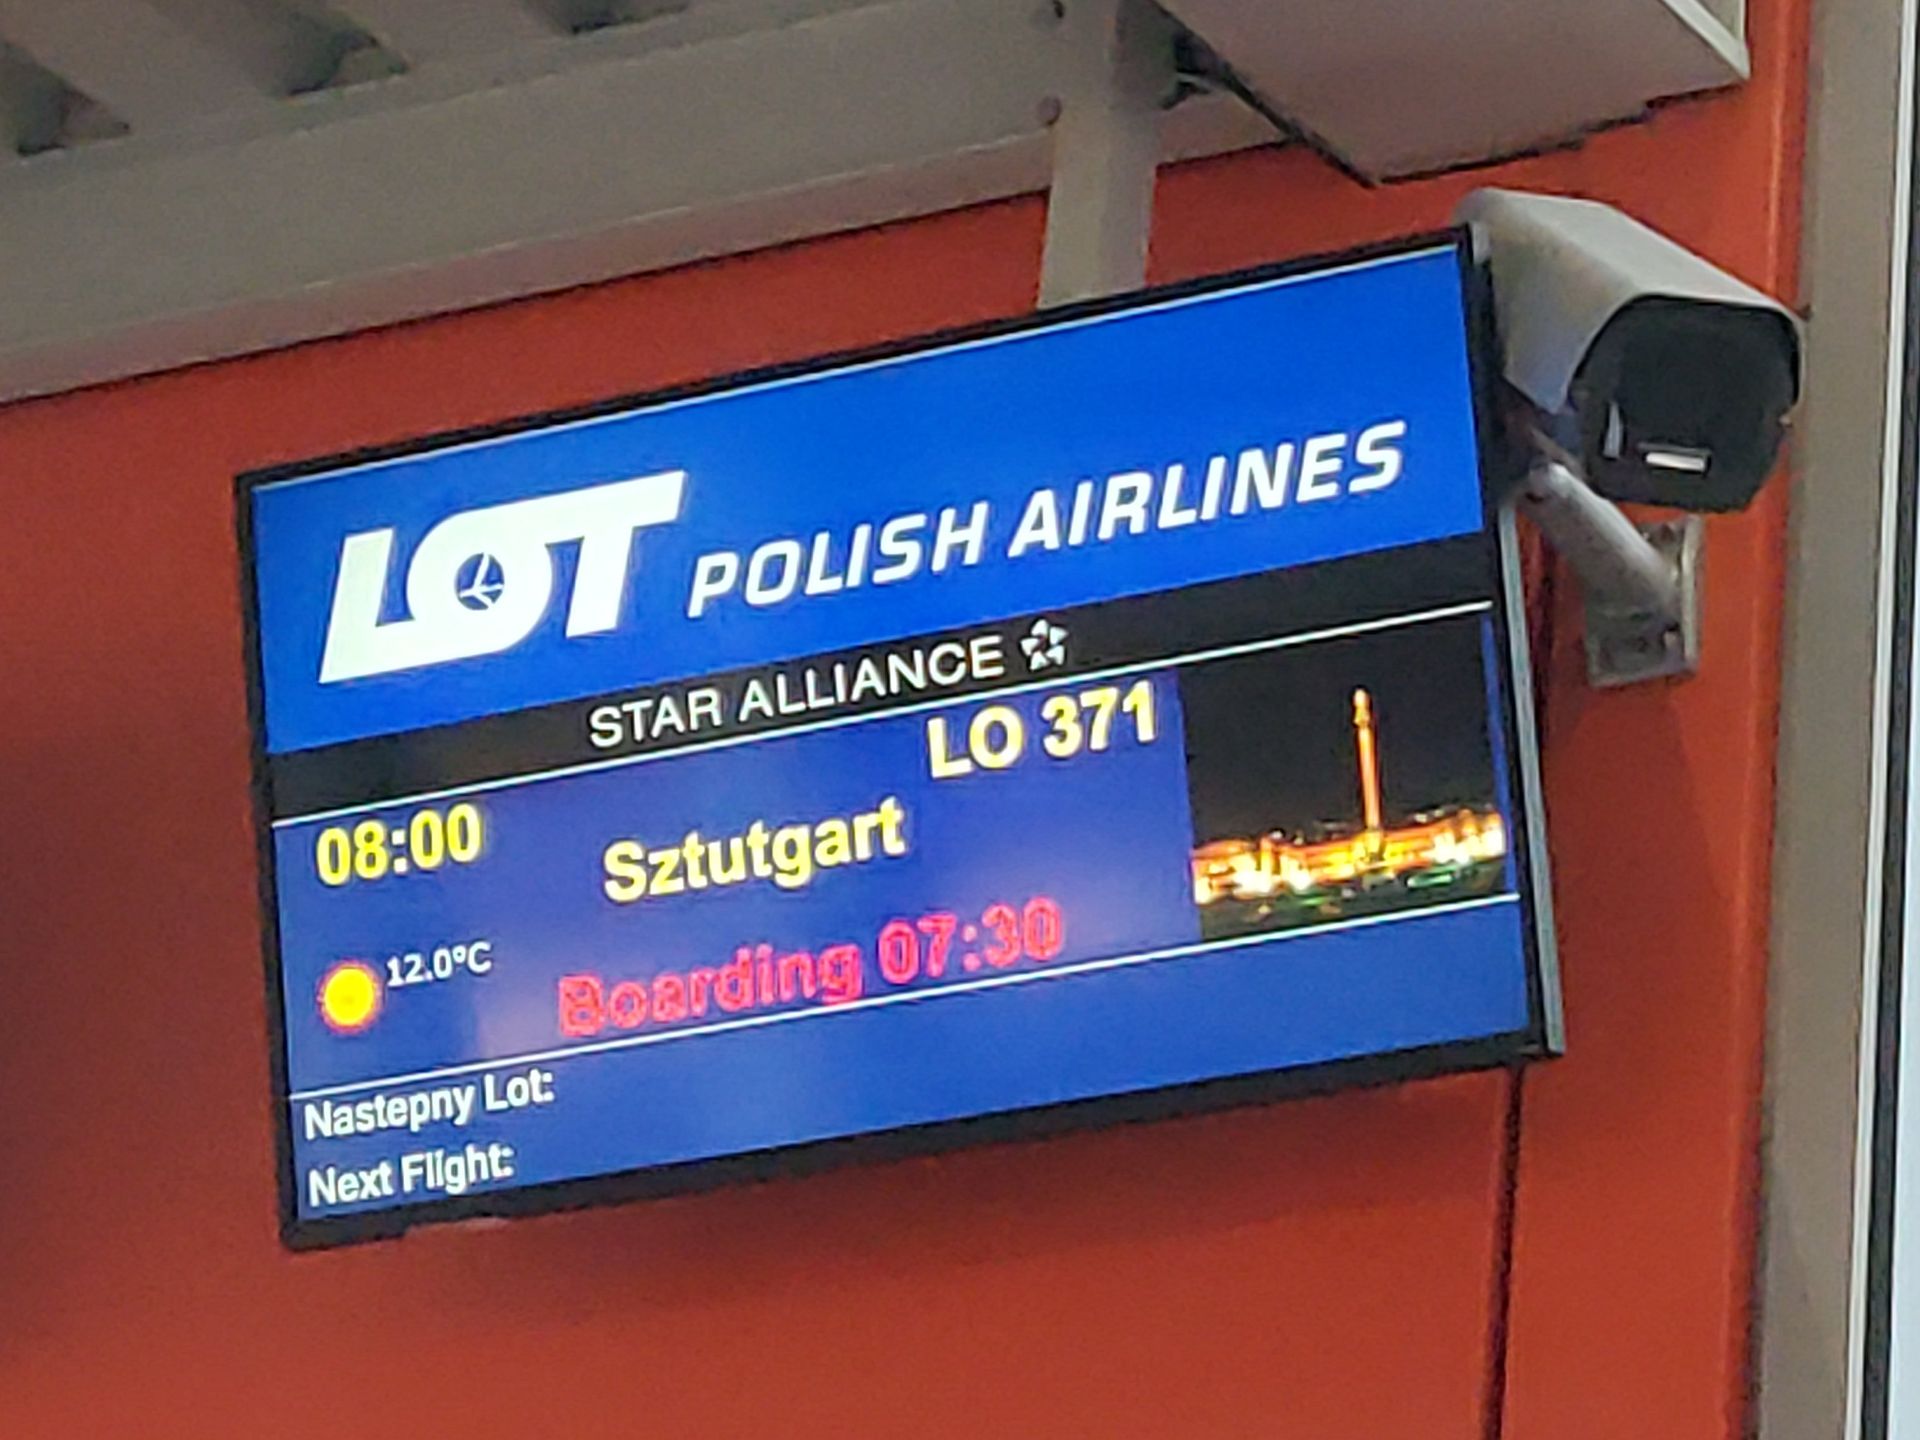 LOT POLISH AIRLINES
STAR ALLIANCE
LO 371
08:00 Sztutgart
12.0°C Boarding 07:30
Nastepny Lot:
Next Flight: